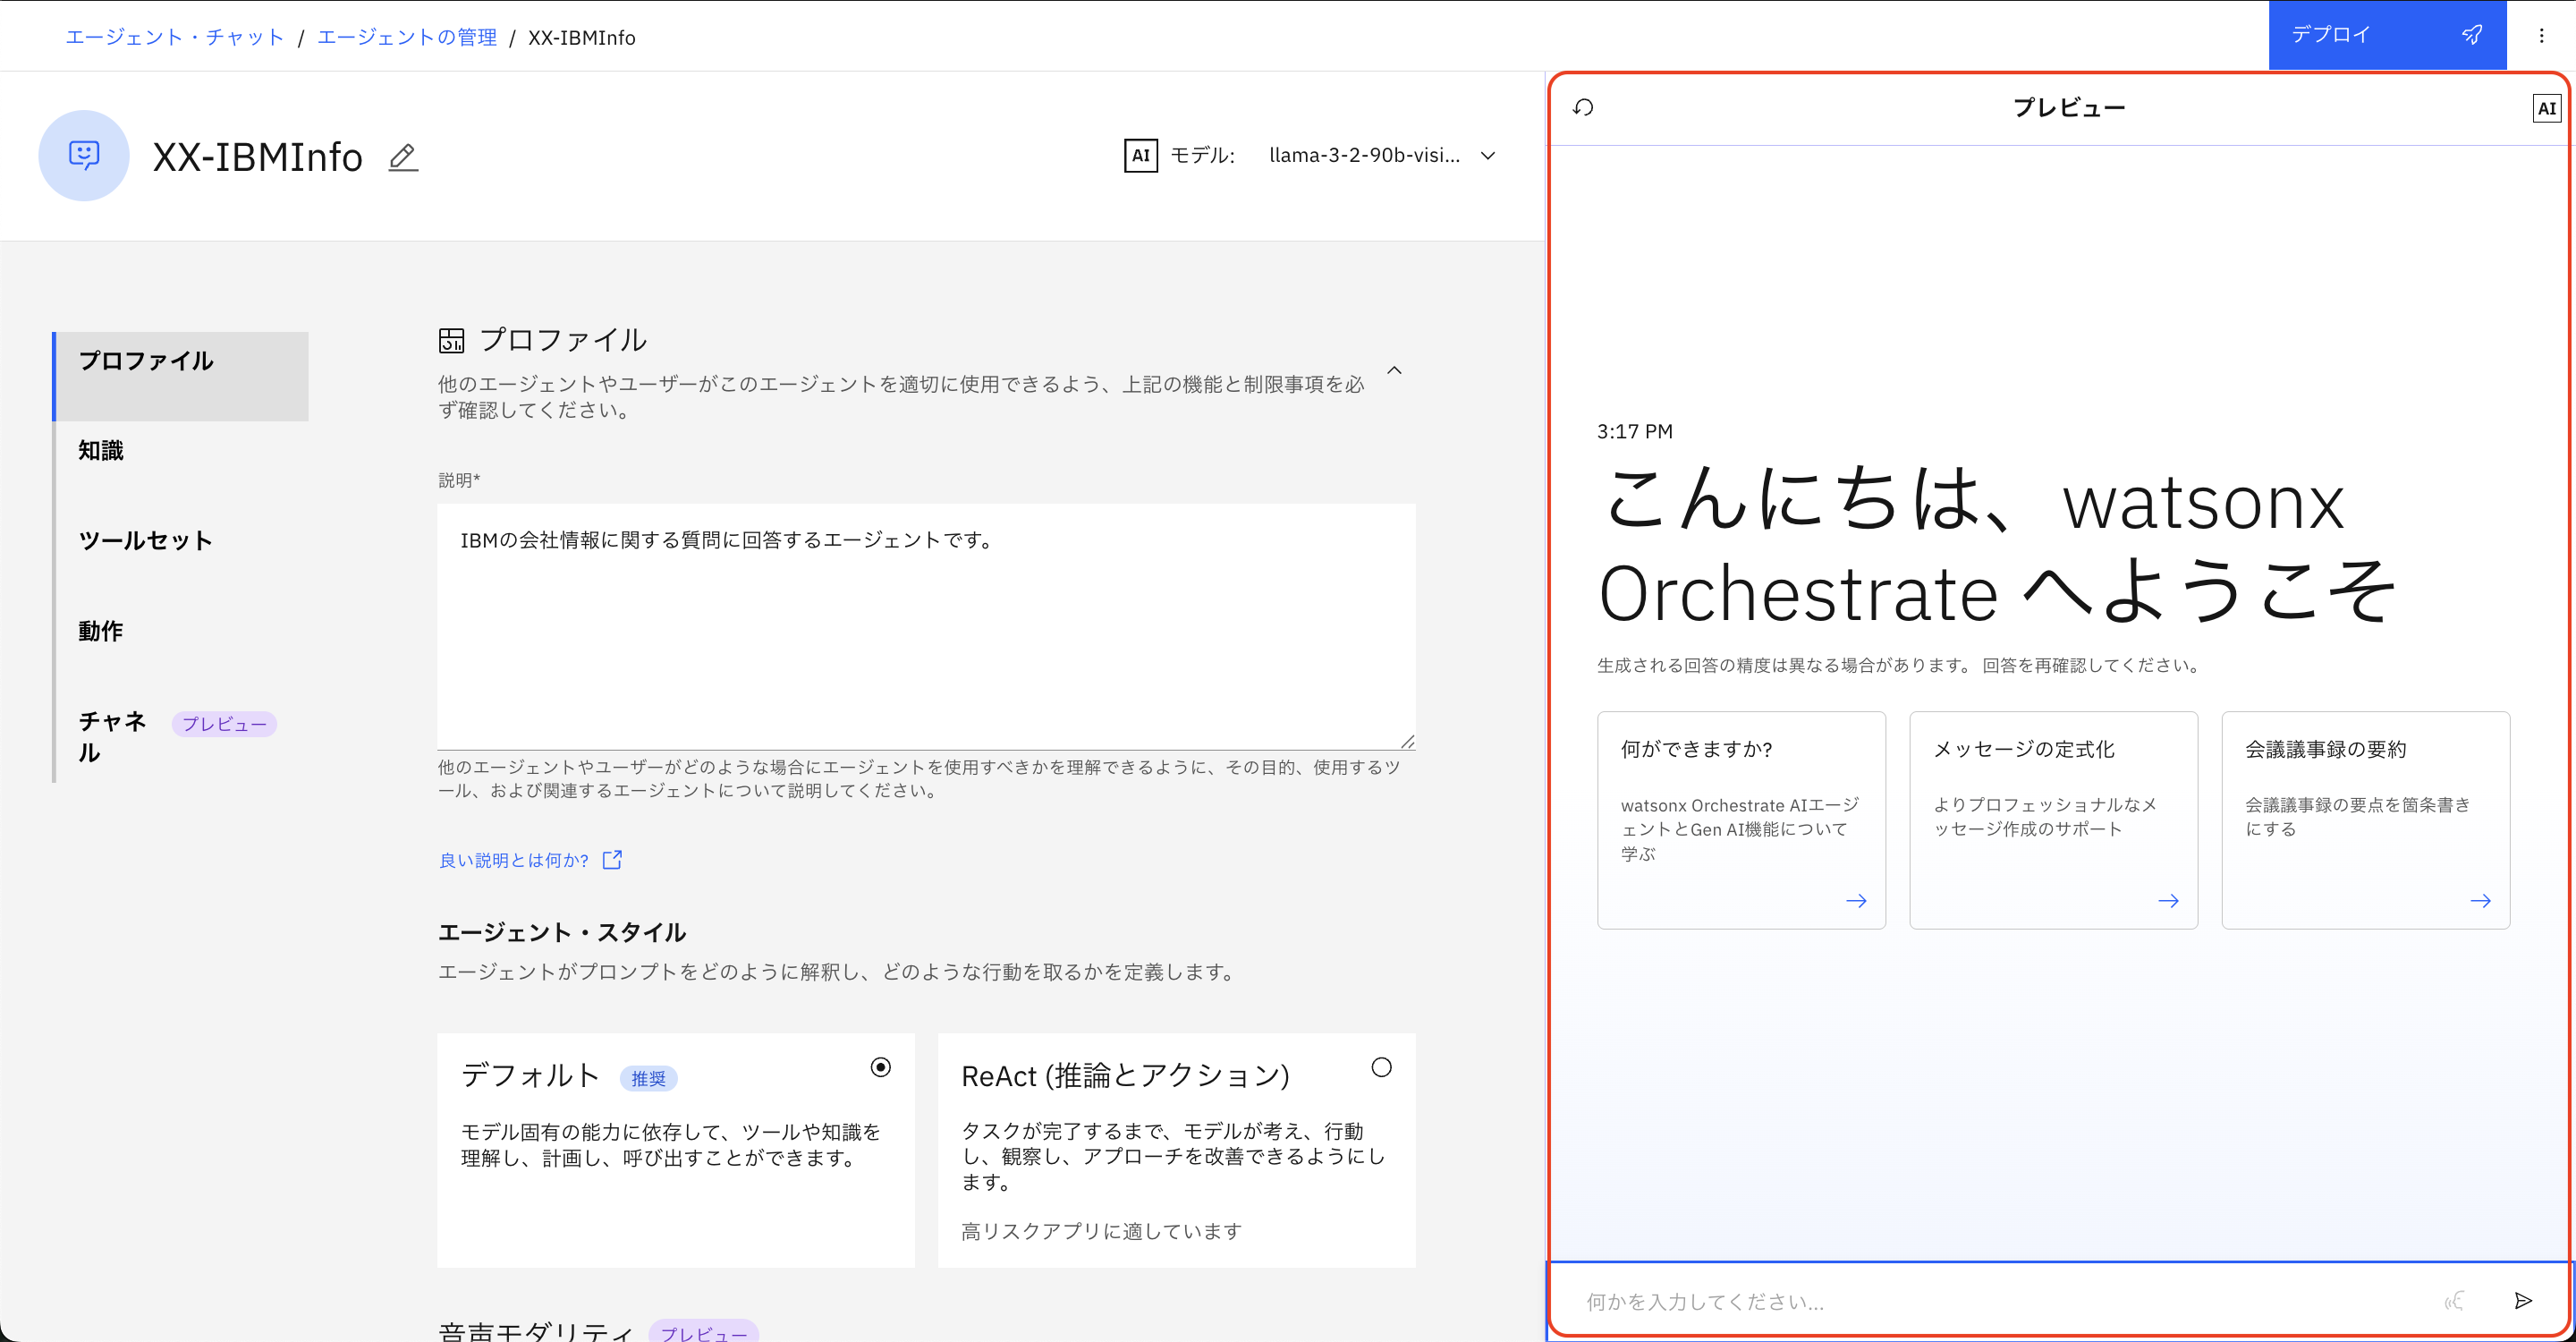 エージェント・チャット / エージェントの管理 / XX-IBMInfo
デプロイ
XX-IBMInfo
AI モデル: llama-3-2-90b-visi...
プロファイル
知識
ツールセット
動作
チャネ
ル
プレビュー
プロファイル
他のエージェントやユーザーがこのエージェントを適切に使用できるよう、上記の機能と制限事項を必
ず確認してください。
説明*
IBMの会社情報に関する質問に回答するエージェントです。
他のエージェントやユーザーがどのような場合にエージェントを使用すべきかを理解できるように、その目的、使用するツ
ール、および関連するエージェントについて説明してください。
良い説明とは何か?
エージェント・スタイル
エージェントがプロンプトをどのように解釈し、どのような行動を取るかを定義します。
デフォルト 推奨
モデル固有の能力に依存して、ツールや知識を
理解し、計画し、呼び出すことができます。
ReAct (推論とアクション)
タスクが完了するまで、モデルが考え、行動
し、観察し、アプローチを改善できるようにし
ます。
高リスクアプリに適しています
音声モダリティ プレビュー
プレビュー
AI
3:17 PM
こんにちは、watsonx
Orchestrate へようこそ
生成される回答の精度は異なる場合があります。 回答を再確認してください。
何ができますか?
watsonx Orchestrate AIエージ
ェントとGen AI機能について
学ぶ
メッセージの定式化
よりプロフェッショナルなメ
ッセージ作成のサポート
会議議事録の要約
会議議事録の要点を箇条書き
にする
何かを入力してください...